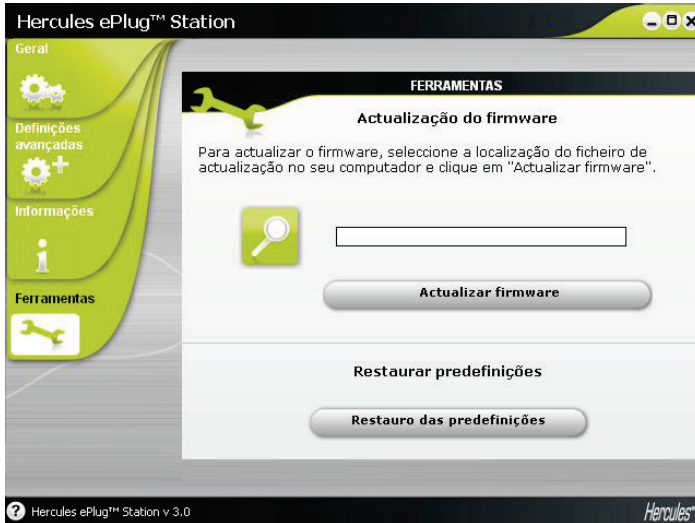 Hercules ePlug™ Station
Geral
Definições
avançadas
Informações
Ferramentas
FERRAMENTAS
Actualização do firmware
Para actualizar o firmware, seleccione a localização do ficheiro de
actualização no seu computador e clique em "Actualizar firmware".
Actualizar firmware
Restaurar predefinições
Restauro das predefinições
? Hercules ePlug™ Station v 3.0
Hercules™